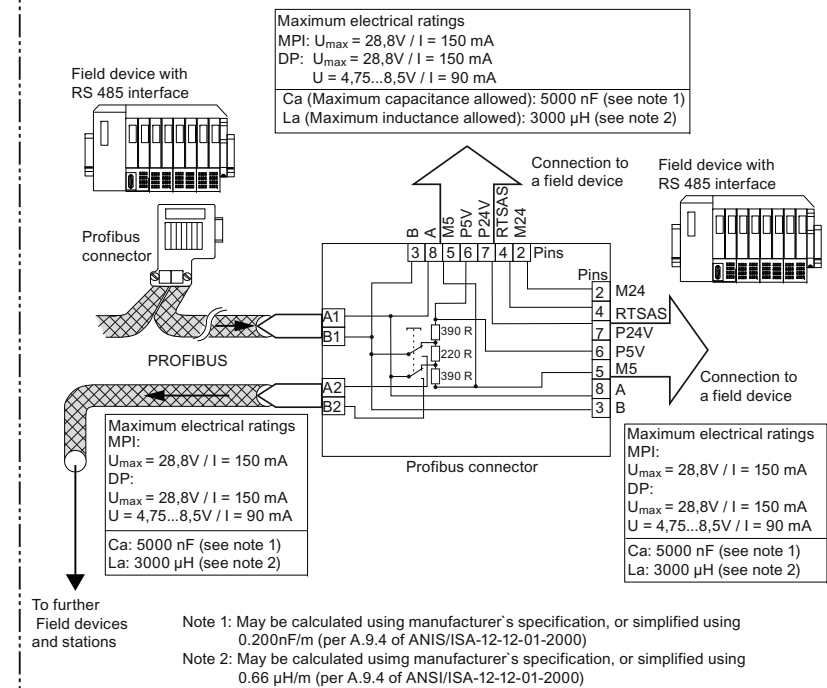 Maximum electrical ratings
MPI: Umax = 28,8V / I = 150 mA
DP: Umax = 28,8V / I = 150 mA
U = 4,75...8,5V / I = 90 mA
Ca (Maximum capacitance allowed): 5000 nF (see note 1)
La (Maximum inductance allowed): 3000 µH (see note 2)
Field device with
RS 485 interface
Connection to
a field device
Field device with
RS 485 interface
Profibus
connector
B
A
M5
P5V
P24V
RTSAS
M24
3 8 5 6 7 4 2 Pins
Pins
2 M24
4 RTSAS
7 P24V
6 P5V
5 M5
8 A
3 B
A1
B1
390 R
220 R
390 R
PROFIBUS
A2
B2
Connection to
a field device
Profibus connector
Maximum electrical ratings
MPI:
Umax = 28,8V / I = 150 mA
DP:
Umax = 28,8V / I = 150 mA
U = 4,75...8,5V / I = 90 mA
Ca: 5000 nF (see note 1)
La: 3000 µH (see note 2)
Maximum electrical ratings
MPI:
Umax = 28,8V / I = 150 mA
DP:
Umax = 28,8V / I = 150 mA
U = 4,75...8,5V / I = 90 mA
Ca: 5000 nF (see note 1)
La: 3000 µH (see note 2)
To further
Field devices
and stations
Note 1: May be calculated using manufacturer`s specification, or simplified using
0.200nF/m (per A.9.4 of ANIS/ISA-12-12-01-2000)
Note 2: May be calculated usimg manufacturer`s specification, or simplified using
0.66 µH/m (per A.9.4 of ANSI/ISA-12-12-01-2000)